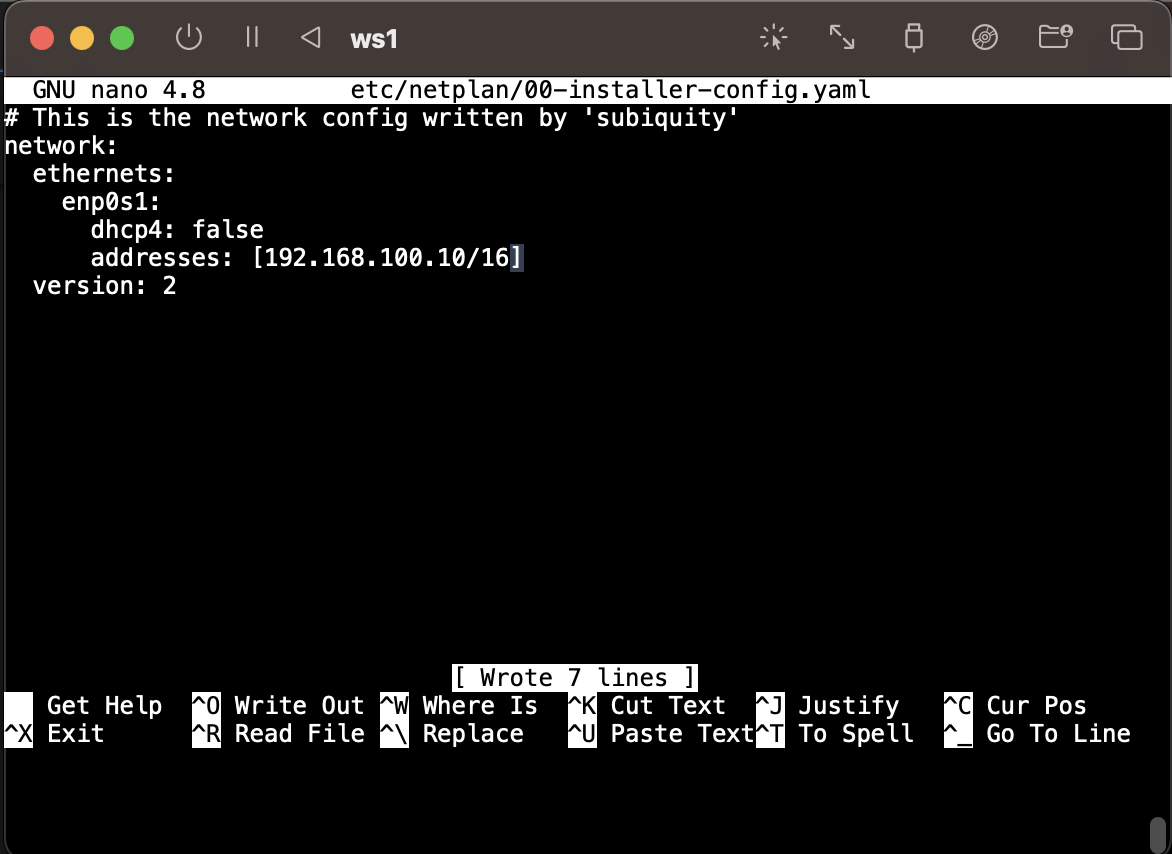 ws1
GNU nano 4.8 etc/netplan/00-installer-config.yaml
# This is the network config written by 'subiquity'
network:
  ethernets:
    enp0s1:
      dhcp4: false
      addresses: [192.168.100.10/16]
  version: 2
[ Wrote 7 lines ]
Get Help ^O Write Out ^W Where Is ^K Cut Text ^J Justify ^C Cur Pos
^X Exit ^R Read File ^\ Replace ^U Paste Text ^T To Spell ^_ Go To Line